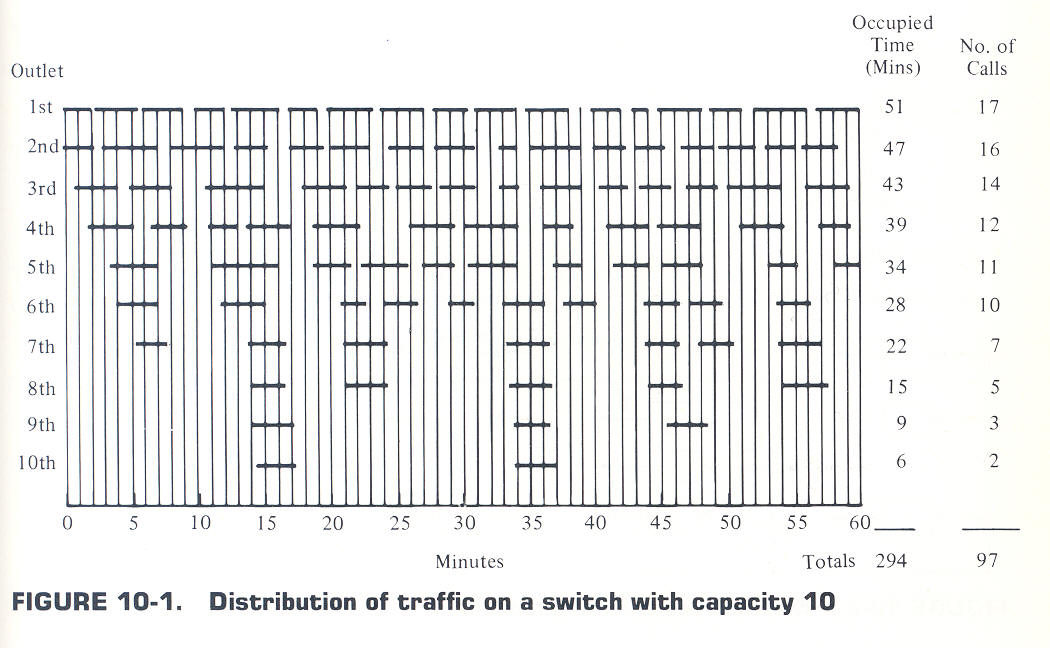 Occupied
Time
(Mins)
No. of
Calls
Outlet
1st 51 17
2nd 47 16
3rd 43 14
4th 39 12
5th 34 11
6th 28 10
7th 22 7
8th 15 5
9th 9 3
10th 6 2
0 5 10 15 20 25 30 35 40 45 50 55 60
Minutes
Totals 294 97
FIGURE 10-1. Distribution of traffic on a switch with capacity 10